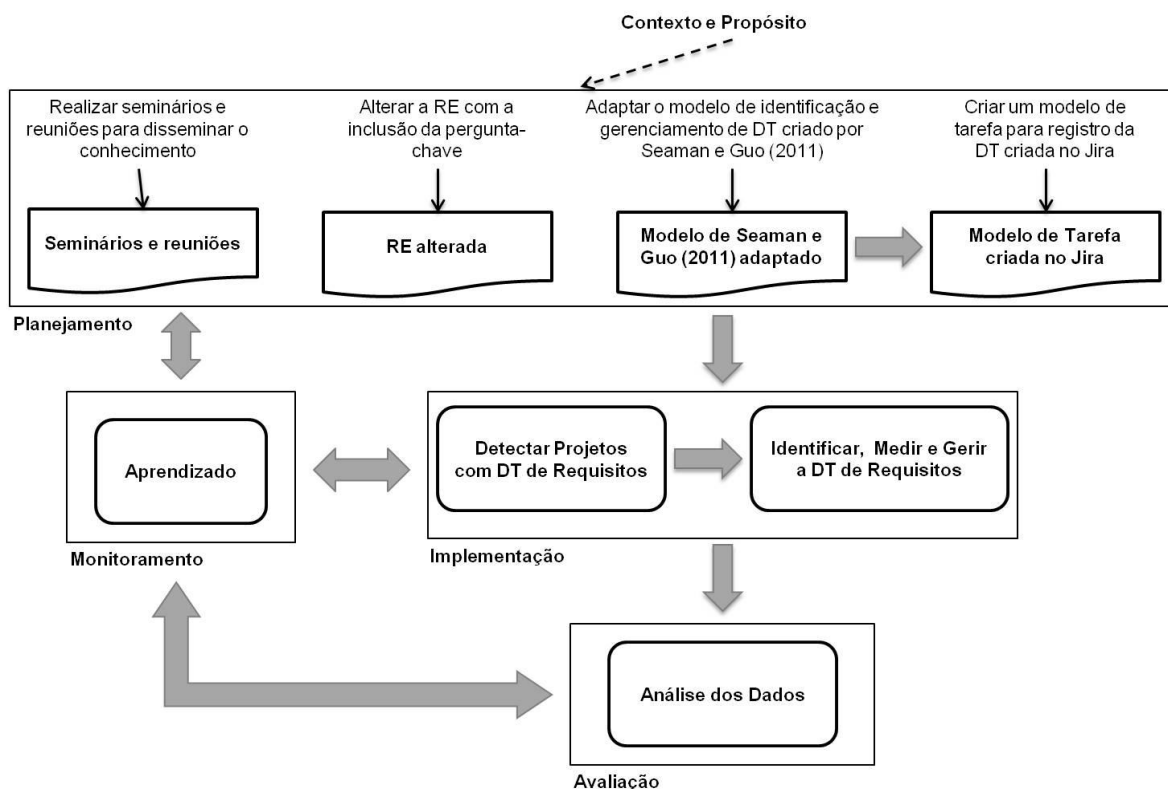 Contexto e Propósito
Realizar seminários e
reuniões para disseminar o
conhecimento
Alterar a RE com a
inclusão da pergunta-
chave
Adaptar o modelo de identificação e
gerenciamento de DT criado por
Seaman e Guo (2011)
Criar um modelo de
tarefa para registro da
DT criada no Jira
Seminários e reuniões
RE alterada
Modelo de Seaman e
Guo (2011) adaptado
Modelo de Tarefa
criada no Jira
Planejamento
Aprendizado
Detectar Projetos
com DT de Requisitos
Identificar, Medir e Gerir
a DT de Requisitos
Monitoramento
Implementação
Análise dos Dados
Avaliação